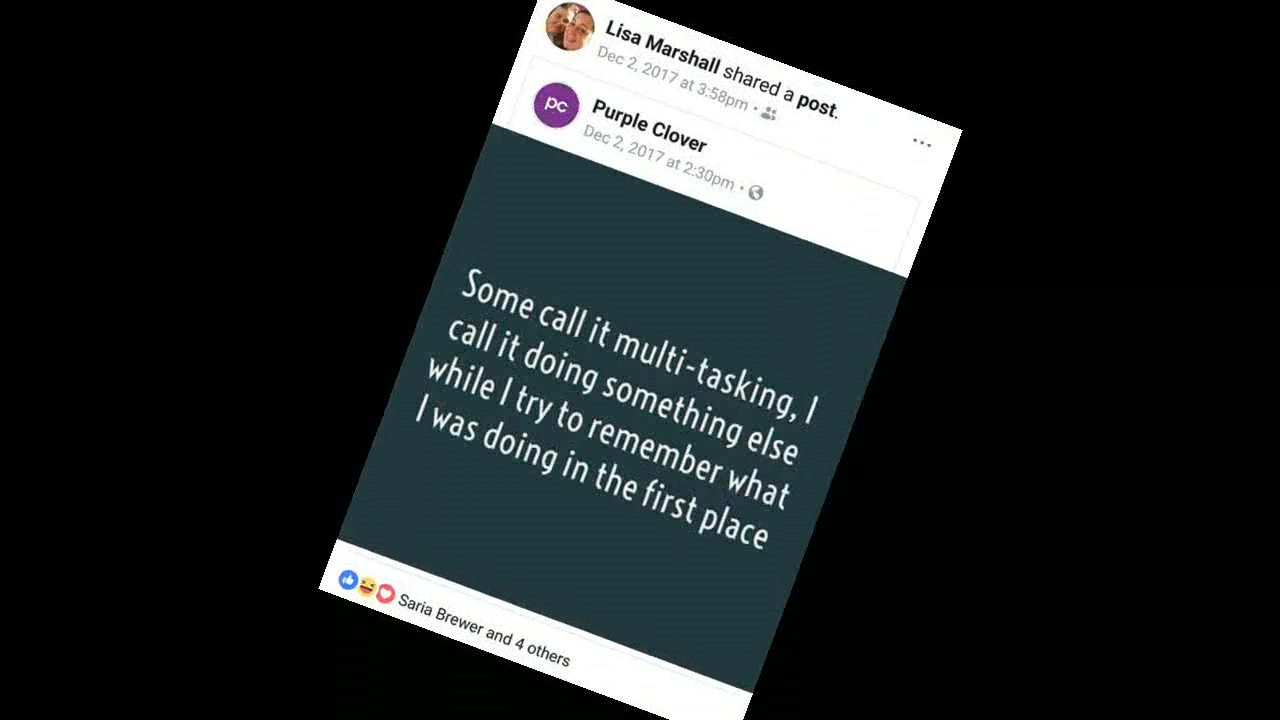 Lisa Marshall shared a post.
Dec 2, 2017 at 3:58pm •
pc
Purple Clover
Dec 2, 2017 at 2:30pm •
Some call it multi-tasking, I
call it doing something else
while I try to remember what
I was doing in the first place
Saria Brewer and 4 others